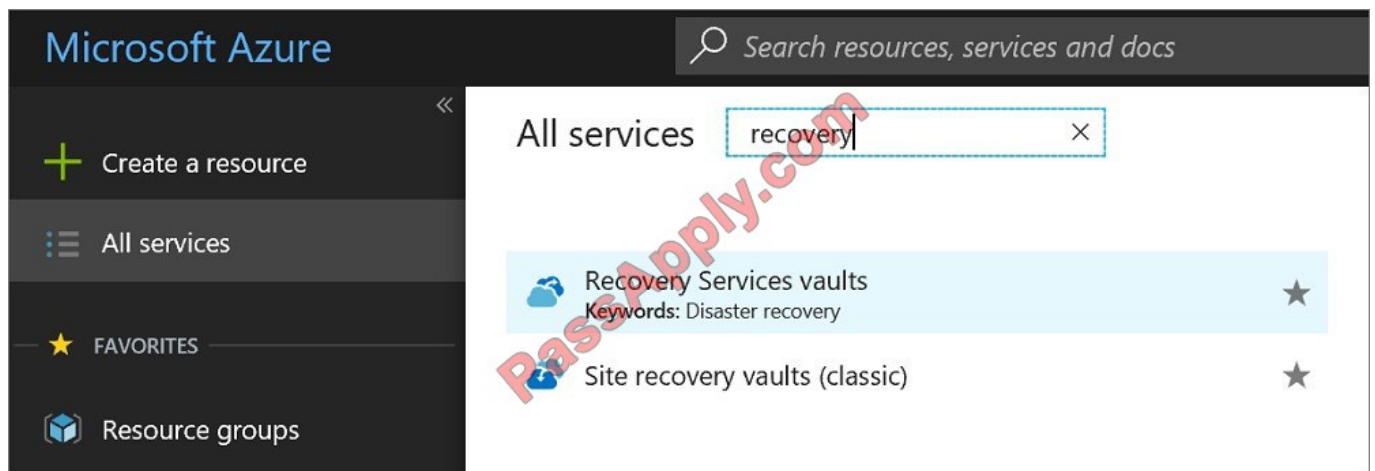 Microsoft Azure
Search resources, services and docs
«
Create a resource
All services
FAVORITES
Resource groups
All services
recovery
×
Recovery Services vaults
Keywords: Disaster recovery
Site recovery vaults (classic)
PassApply.com